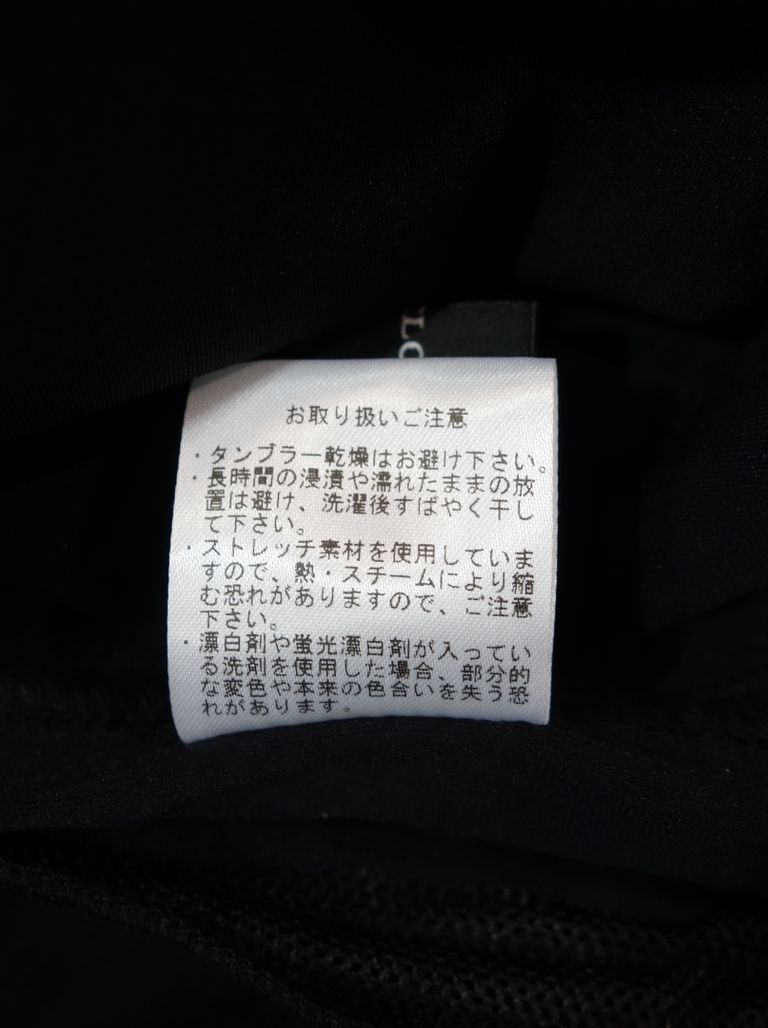 LO
お取り扱いご注意
・タンブラー乾燥はお避け下さい。
・長時間の浸漬や濡れたままの放
置は避け、洗濯後すばやく干し
て下さい。
・ストレッチ素材を使用していま
すので、熱・スチームにより縮
む恐れがありますので、ご注意
下さい。
・漂白剤や蛍光漂白剤が入ってい
る洗剤を使用した場合、部分的
な変色や本来の色合いを失う恐
れがあります。